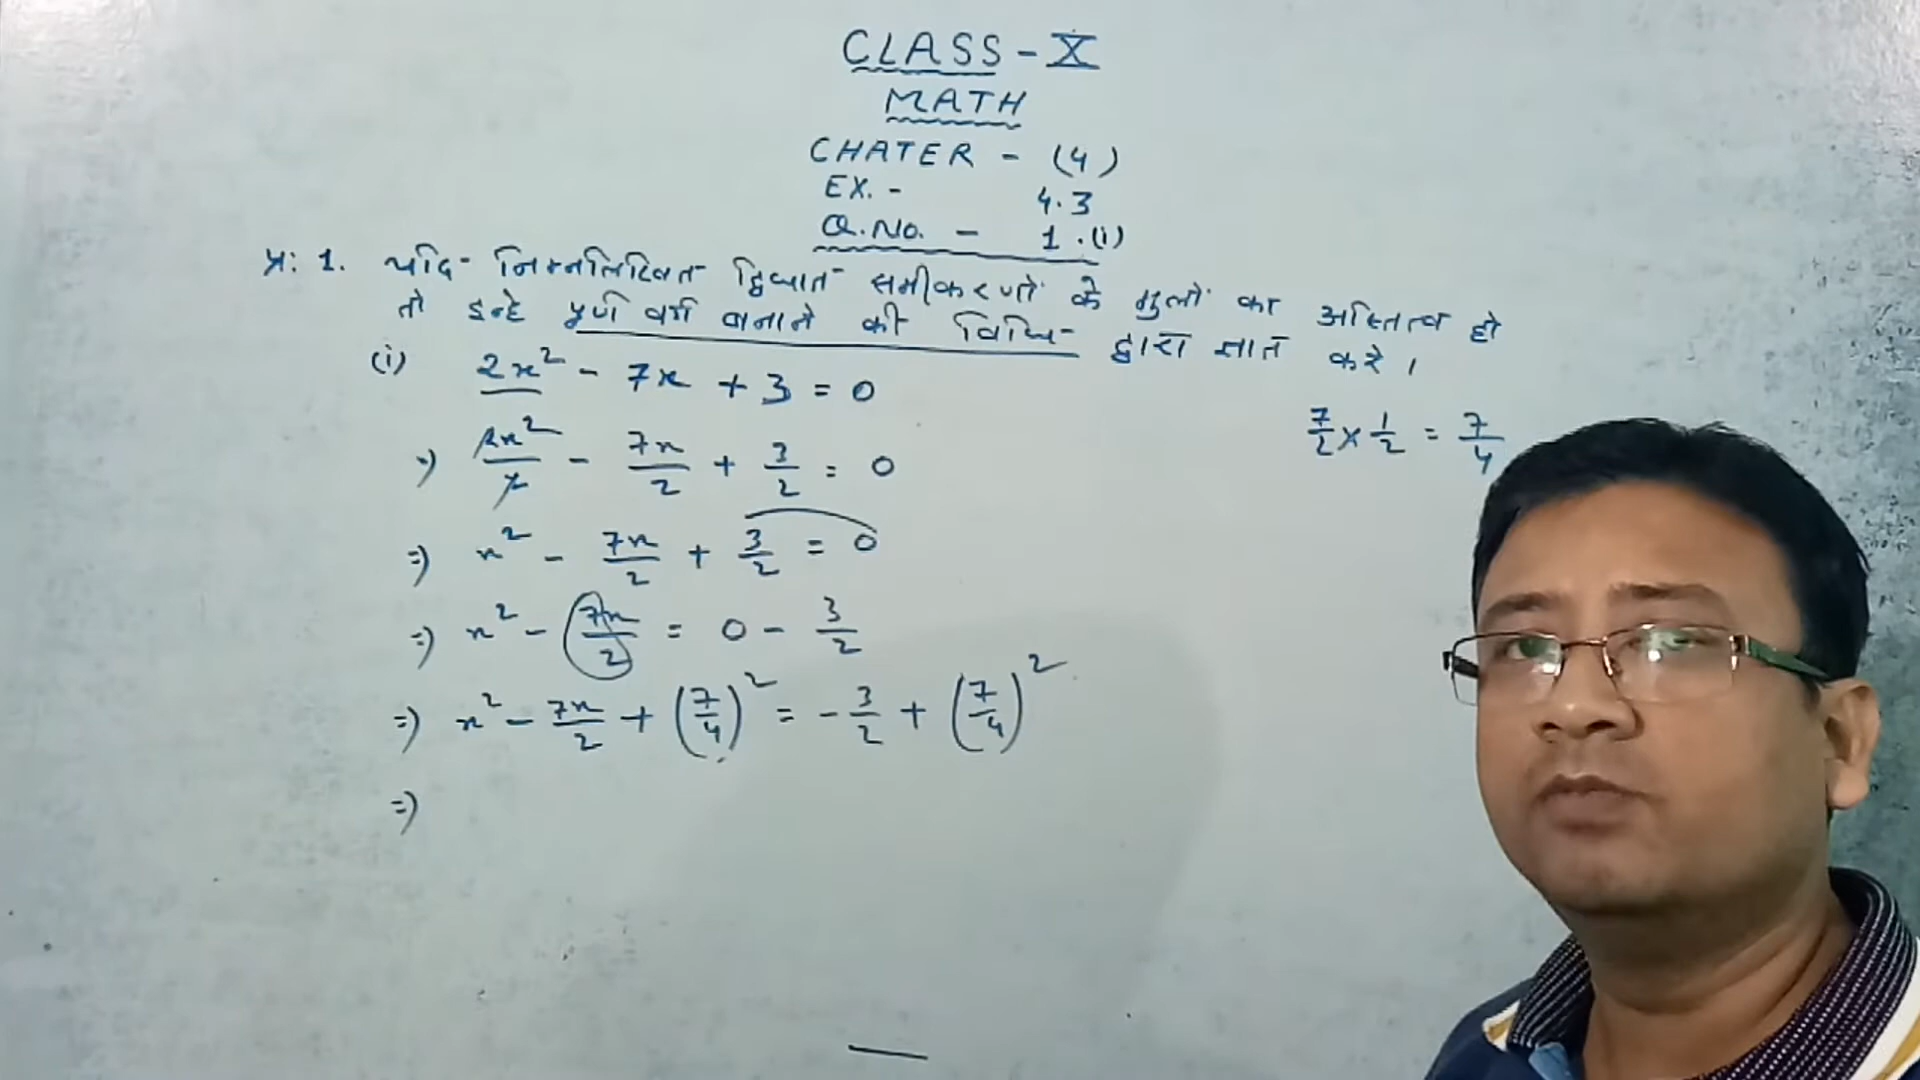 CLASS - X
MATH
CHATER - (4)
EX. - 4.3
Q.No. - 1.(i)
प्र: 1. यदि निम्नलिखित द्विघात समीकरणों के मुलों का अस्तित्व हो
तो इन्हे पूर्ण वर्ग बनाने की विधि द्वारा ज्ञात करे।
(i) 2x² - 7x + 3 = 0
7/2 × 1/2 = 7/4
=) 2x²/2 - 7x/2 + 3/2 = 0
=) x² - 7x/2 + 3/2 = 0
=) x² - 7x/2 = 0 - 3/2
=) x² - 7x/2 + (7/4)² = - 3/2 + (7/4)²
=)